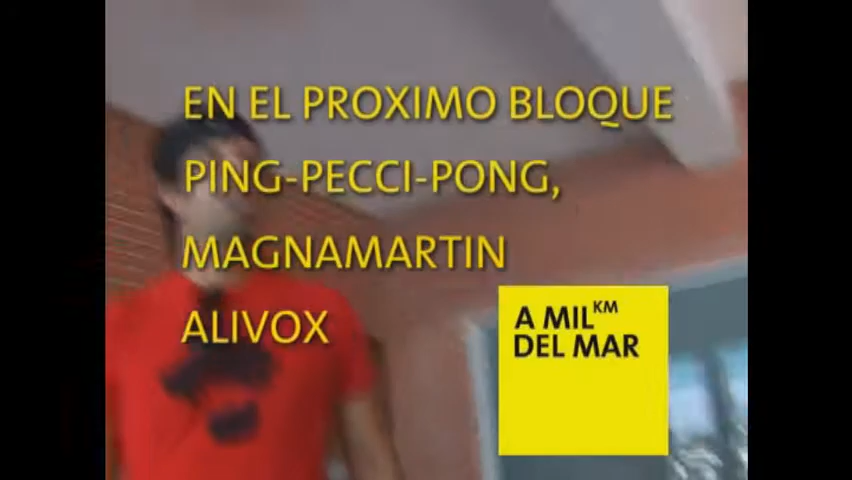 EN EL PROXIMO BLOQUE
PING-PECCI-PONG,
MAGNAMARTIN
ALIVOX
A MIL KM
DEL MAR